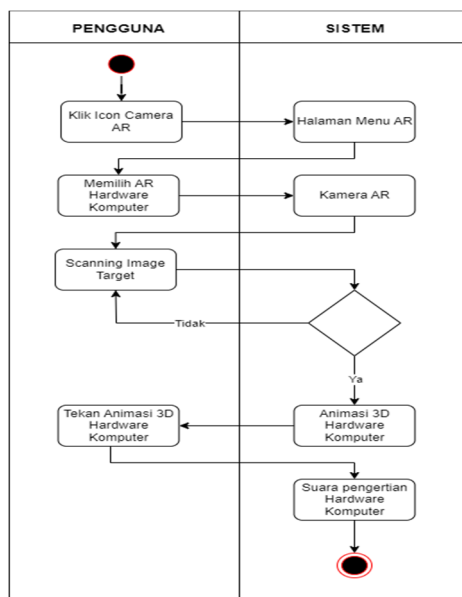 PENGGUNA
SISTEM
Klik Icon Camera
AR
Halaman Menu AR
Memilih AR
Hardware
Komputer
Kamera AR
Scanning Image
Target
Tidak
Ya
Tekan Animasi 3D
Hardware
Komputer
Animasi 3D
Hardware
Komputer
Suara pengertian
Hardware
Komputer